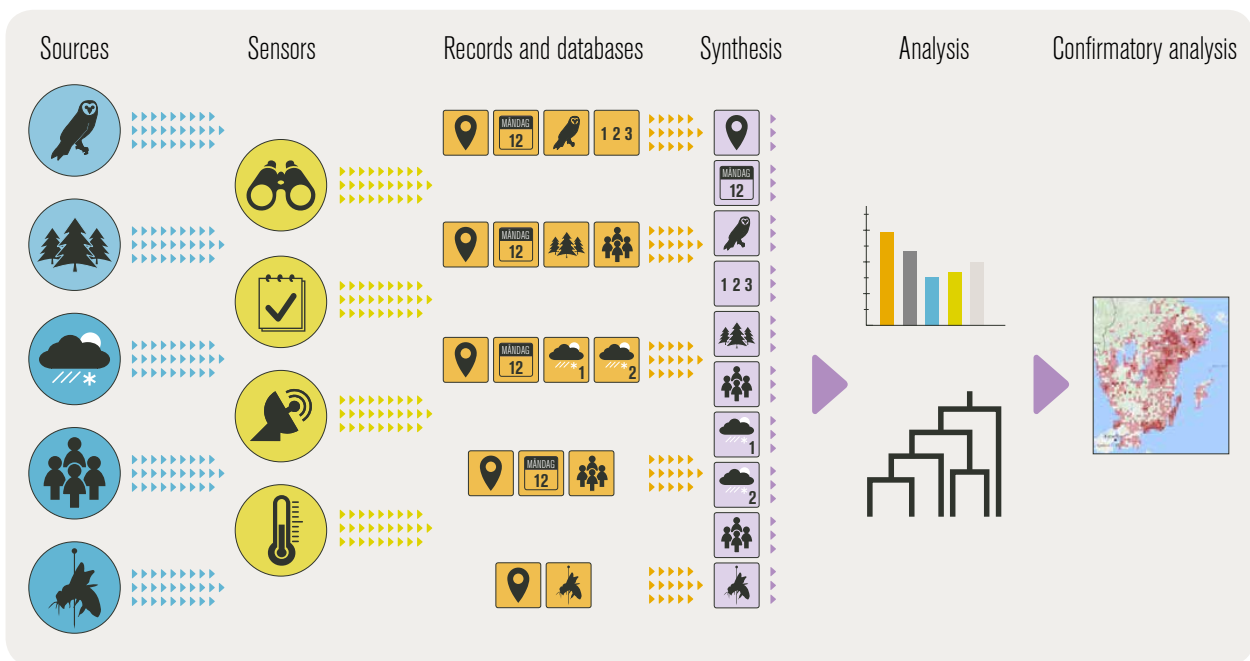 Sources
Sensors
Records and databases
Synthesis
Analysis
Confirmatory analysis
MÅNDAG
12
1 2 3
MÅNDAG
12
MÅNDAG
12
1
2
MÅNDAG
12
MÅNDAG
12
1 2 3
1
2